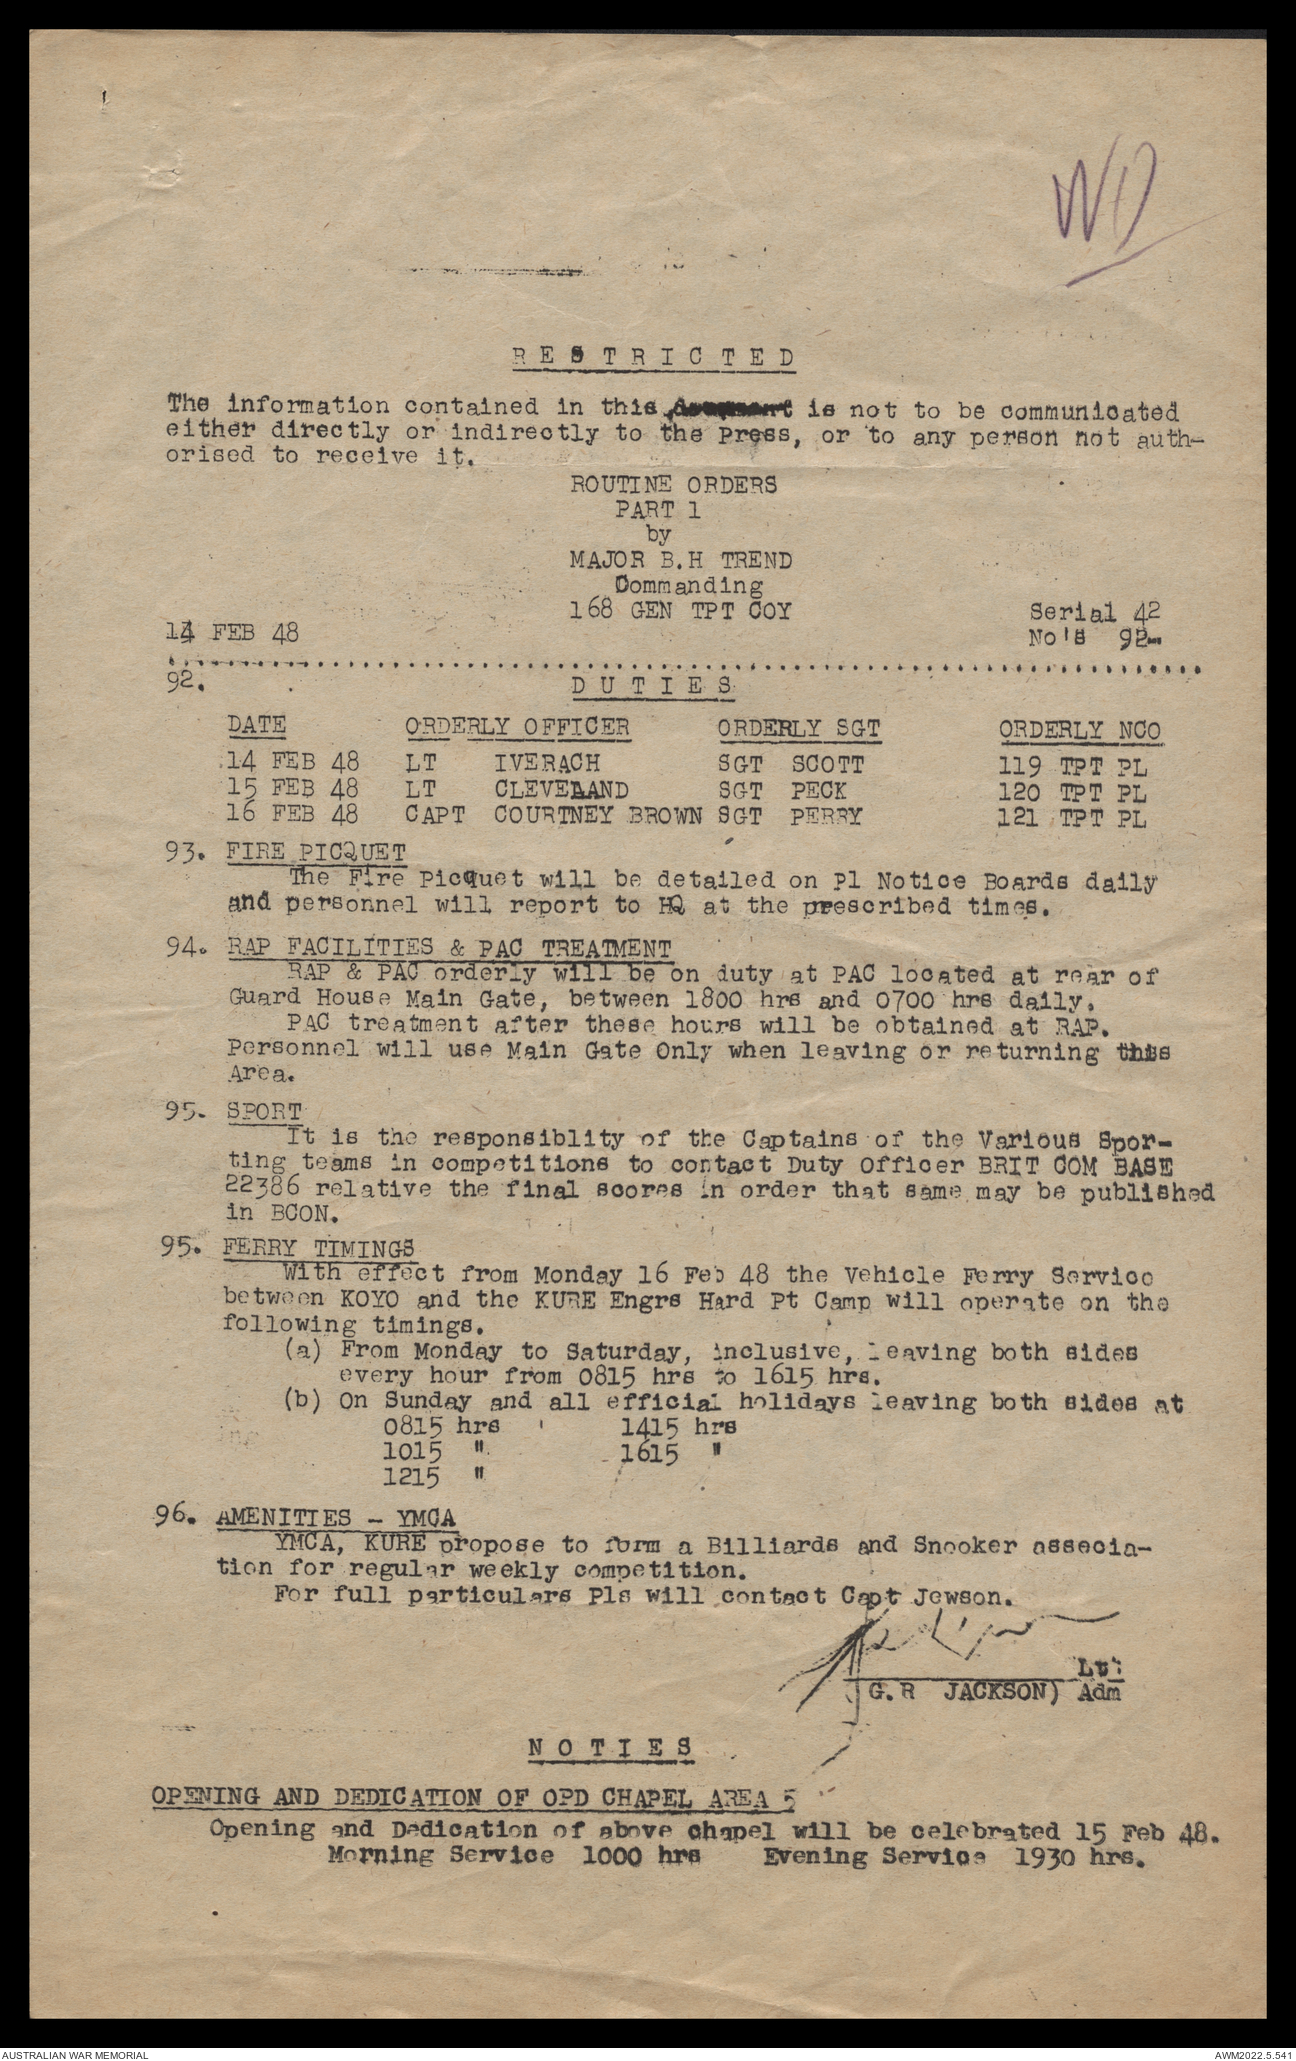 WD
R E S T R I C T E D
The information contained in this document is not to be communicated
either directly or indirectly to the Press, or to any person not auth-
orised to receive it.
ROUTINE ORDERS
PART 1
by
MAJOR B.H TREND
Commanding
168 GEN TPT COY
Serial 42
14 FEB 48
No's 92-
92.
D U T I E S
DATE ORDERLY OFFICER ORDERLY SGT ORDERLY NCO
14 FEB 48 LT IVERACH SGT SCOTT 119 TPT PL
15 FEB 48 LT CLEVELAND SGT PECK 120 TPT PL
16 FEB 48 CAPT COURTNEY BROWN SGT PERRY 121 TPT PL
93. FIRE PICQUET
The Fire Picquet will be detailed on Pl Notice Boards daily
and personnel will report to HQ at the prescribed times.
94. RAP FACILITIES & PAC TREATMENT
RAP & PAC orderly will be on duty at PAC located at rear of
Guard House Main Gate, between 1800 hrs and 0700 hrs daily.
PAC treatment after these hours will be obtained at RAP.
Personnel will use Main Gate Only when leaving or returning this
Area.
95. SPORT
It is the responsiblity of the Captains of the Various Spor-
ting teams in competitions to contact Duty Officer BRIT COM BASE
22386 relative the final scores in order that same may be published
in BCON.
95. FERRY TIMINGS
With effect from Monday 16 Feb 48 the Vehicle Ferry Service
between KOYO and the KURE Engrs Hard Pt Camp will operate on the
following timings.
(a) From Monday to Saturday, inclusive, leaving both sides
every hour from 0815 hrs to 1615 hrs.
(b) On Sunday and all official holidays leaving both sides at
0815 hrs 1415 hrs
1015 " 1615 "
1215 "
96. AMENITIES - YMCA
YMCA, KURE propose to form a Billiards and Snooker associa-
tion for regular weekly competition.
For full particulars Pls will contact Capt Jewson.
Lt
(G.R JACKSON) Adm
N O T I E S
OPENING AND DEDICATION OF OPD CHAPEL AREA 5
Opening and Dedication of above chapel will be celebrated 15 Feb 48.
Morning Service 1000 hrs Evening Service 1930 hrs.
AUSTRALIAN WAR MEMORIAL
AWM2022.5.541